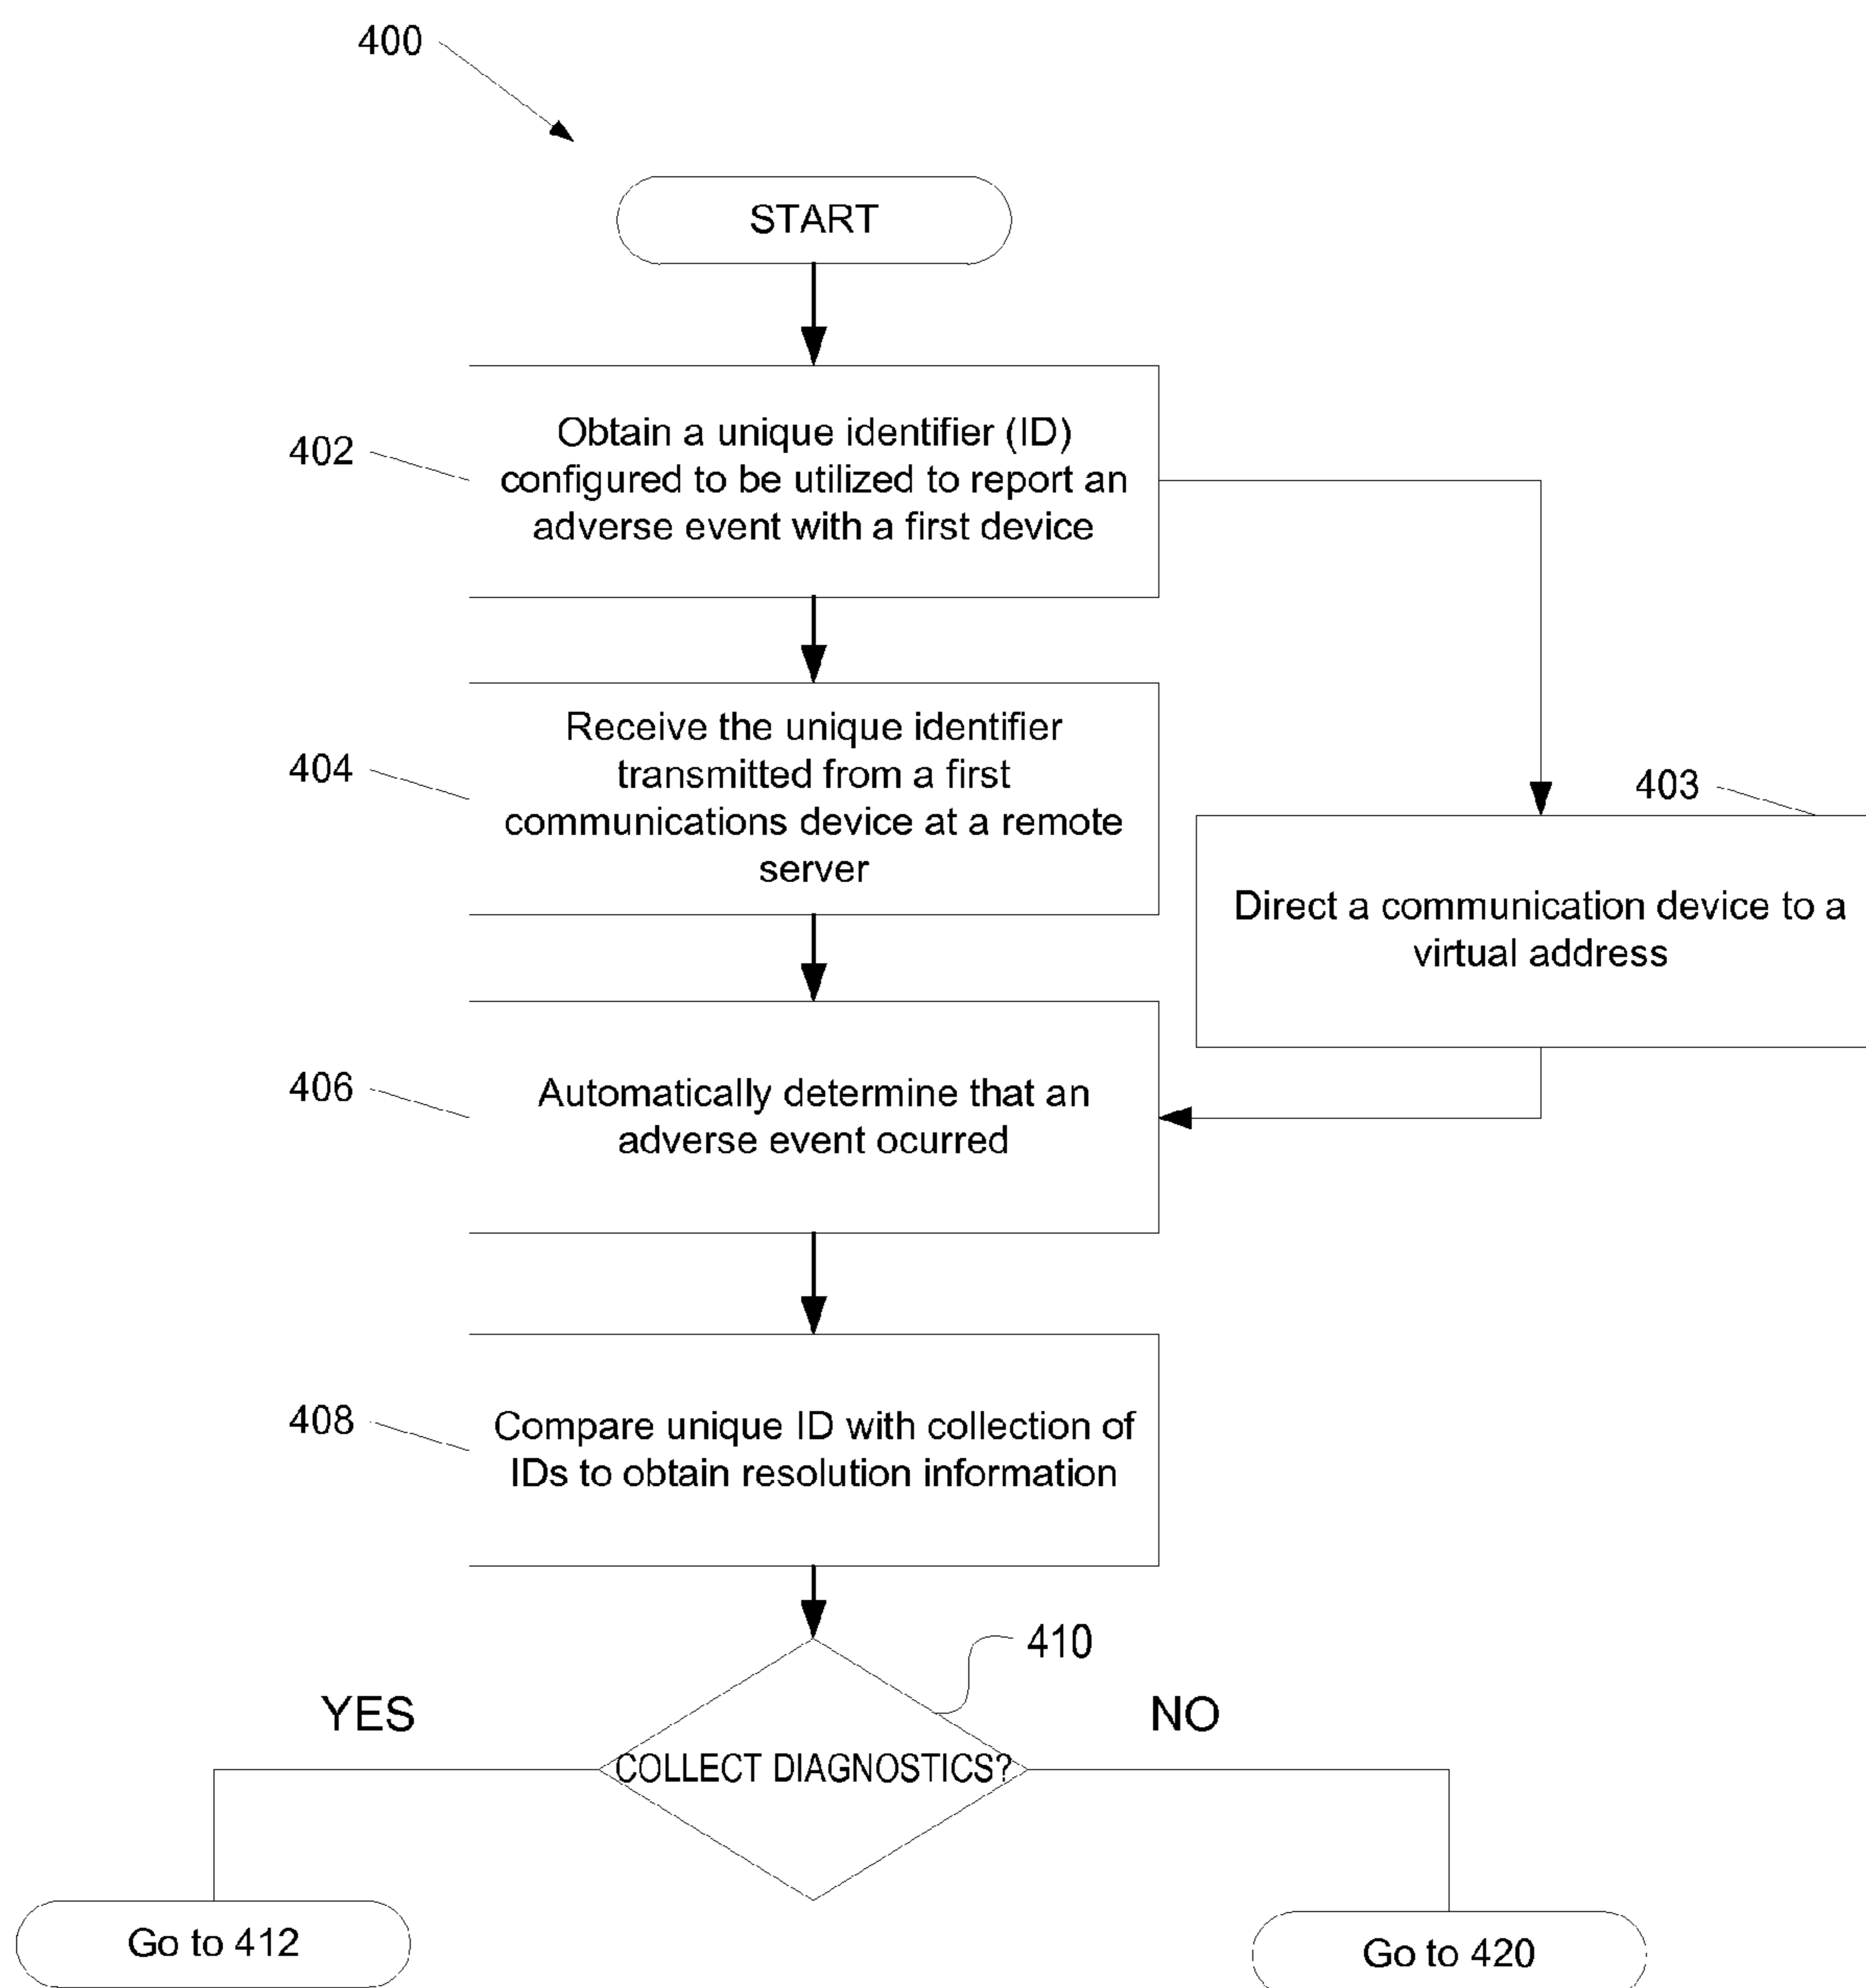 400
START
402
Obtain a unique identifier (ID)
configured to be utilized to report an
adverse event with a first device
404
Receive the unique identifier
transmitted from a first
communications device at a remote
server
403
Direct a communication device to a
virtual address
406
Automatically determine that an
adverse event ocurred
408
Compare unique ID with collection of
IDs to obtain resolution information
410
YES
NO
COLLECT DIAGNOSTICS?
Go to 412
Go to 420